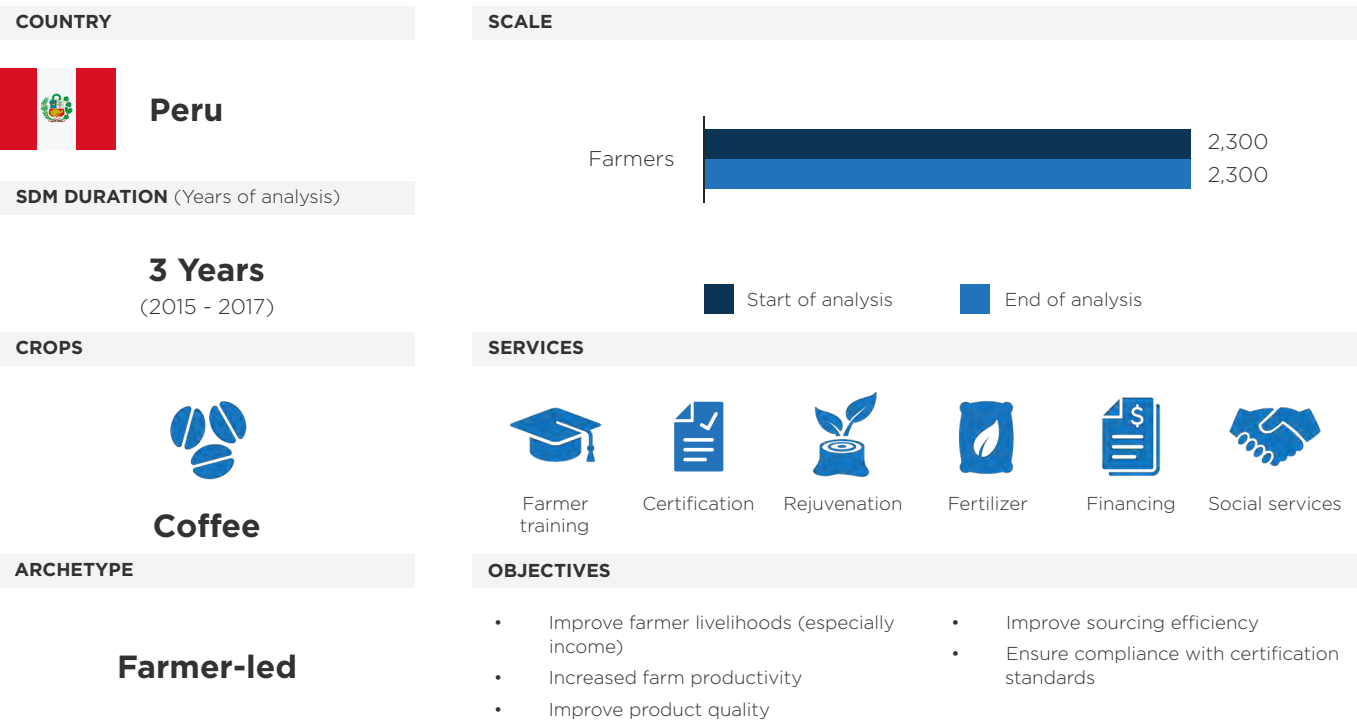 COUNTRY
Peru
SDM DURATION (Years of analysis)
3 Years
(2015 - 2017)
CROPS
Coffee
ARCHETYPE
Farmer-led
SCALE
Farmers
2,300
2,300
Start of analysis
End of analysis
SERVICES
Farmer
training
Certification
Rejuvenation
Fertilizer
$
Financing
Social services
OBJECTIVES
• Improve farmer livelihoods (especially
income)
• Increased farm productivity
• Improve product quality
• Improve sourcing efficiency
• Ensure compliance with certification
standards